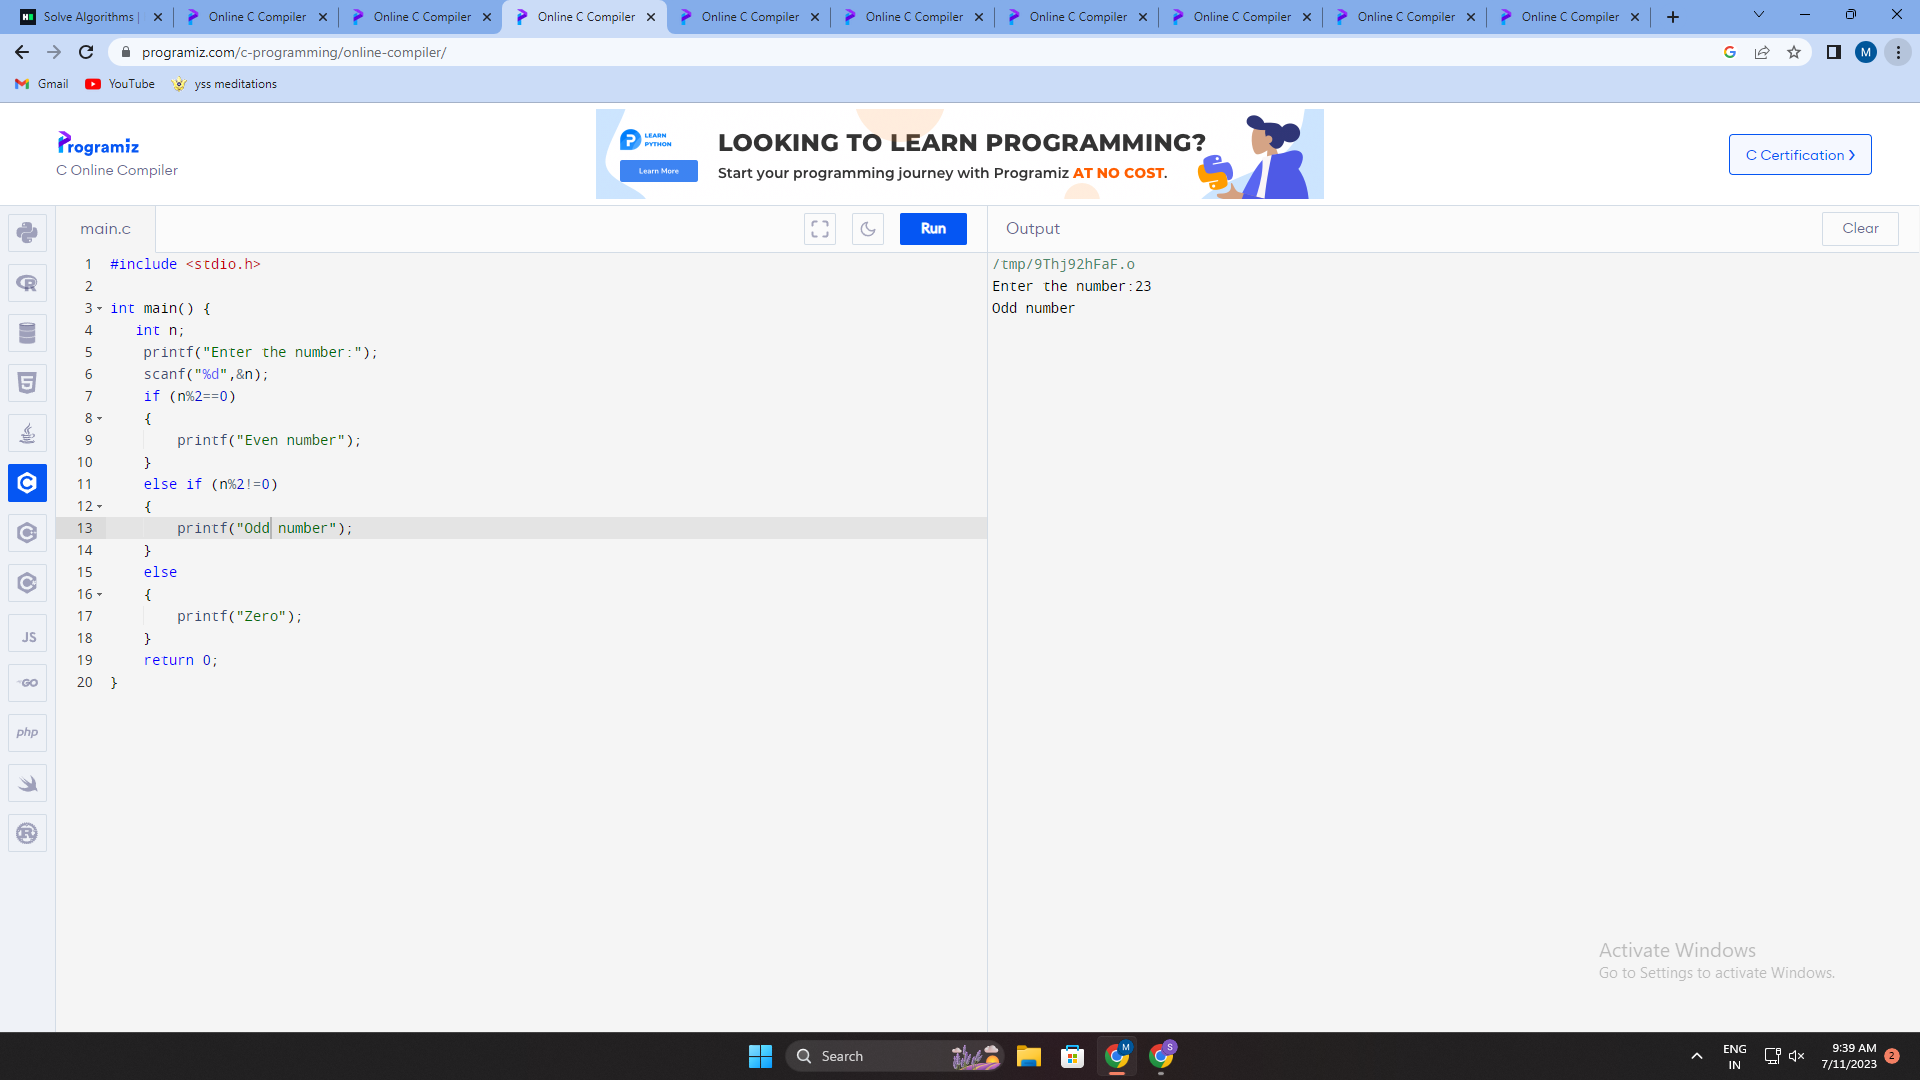 Solve Algorithms |
Online C Compiler
Online C Compiler
Online C Compiler
Online C Compiler
Online C Compiler
Online C Compiler
Online C Compiler
Online C Compiler
Online C Compiler
programiz.com/c-programming/online-compiler/
M
Gmail
YouTube
yss meditations
Programiz
C Online Compiler
LEARN
PYTHON
Learn More
LOOKING TO LEARN PROGRAMMING?
Start your programming journey with Programiz AT NO COST.
C Certification ›
main.c
Run
Output
Clear
1 #include <stdio.h>
2
3 int main() {
4 int n;
5 printf("Enter the number:");
6 scanf("%d",&n);
7 if (n%2==0)
8 {
9 printf("Even number");
10 }
11 else if (n%2!=0)
12 {
13 printf("Odd number");
14 }
15 else
16 {
17 printf("Zero");
18 }
19 return 0;
20 }
/tmp/9Thj92hFaF.o
Enter the number:23
Odd number
JS
GO
php
Activate Windows
Go to Settings to activate Windows.
Search
M
S
ENG
IN
9:39 AM
7/11/2023
2